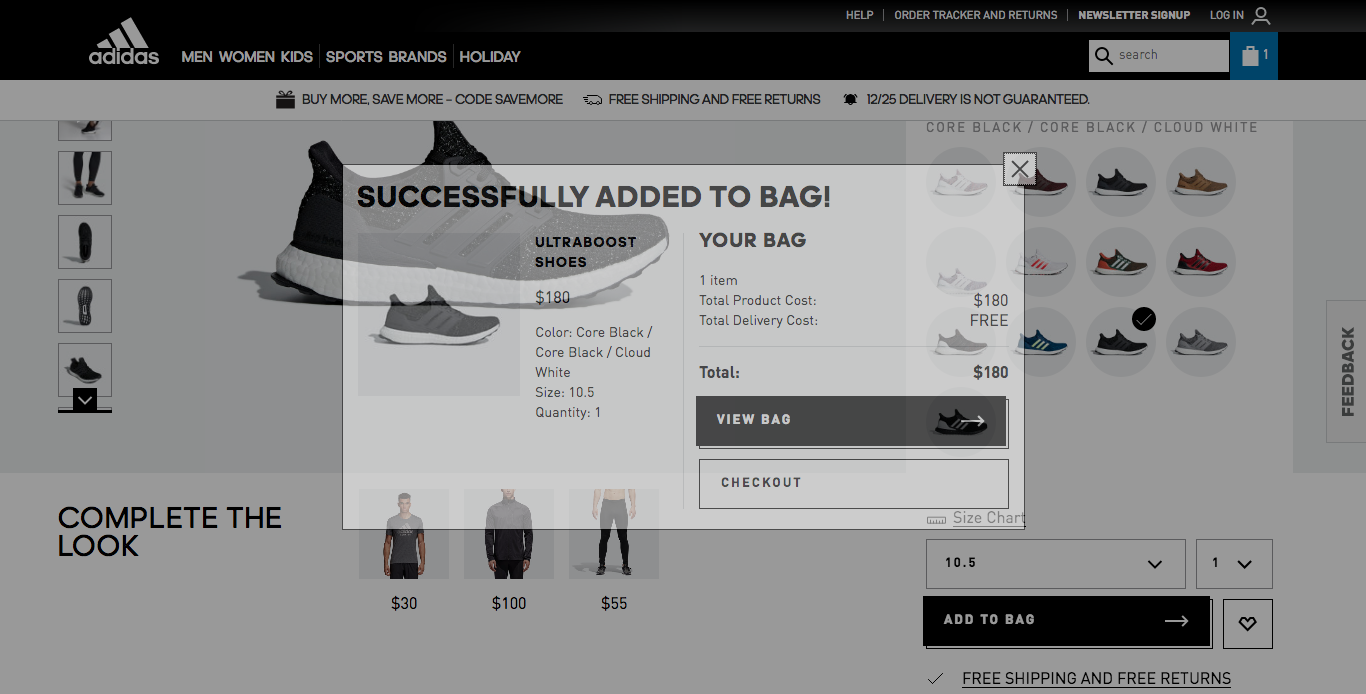 HELP
ORDER TRACKER AND RETURNS
NEWSLETTER SIGNUP
LOG IN
adidas
MEN WOMEN KIDS
SPORTS BRANDS
HOLIDAY
search
1
BUY MORE, SAVE MORE – CODE SAVEMORE
FREE SHIPPING AND FREE RETURNS
12/25 DELIVERY IS NOT GUARANTEED.
CORE BLACK / CORE BLACK / CLOUD WHITE
SUCCESSFULLY ADDED TO BAG!
ULTRABOOST
SHOES
$180
Color: Core Black /
Core Black / Cloud
White
Size: 10.5
Quantity: 1
YOUR BAG
1 item
Total Product Cost: $180
Total Delivery Cost: FREE
Total: $180
VIEW BAG
CHECKOUT
FEEDBACK
COMPLETE THE
LOOK
$30
$100
$55
Size Chart
10.5
1
ADD TO BAG
FREE SHIPPING AND FREE RETURNS